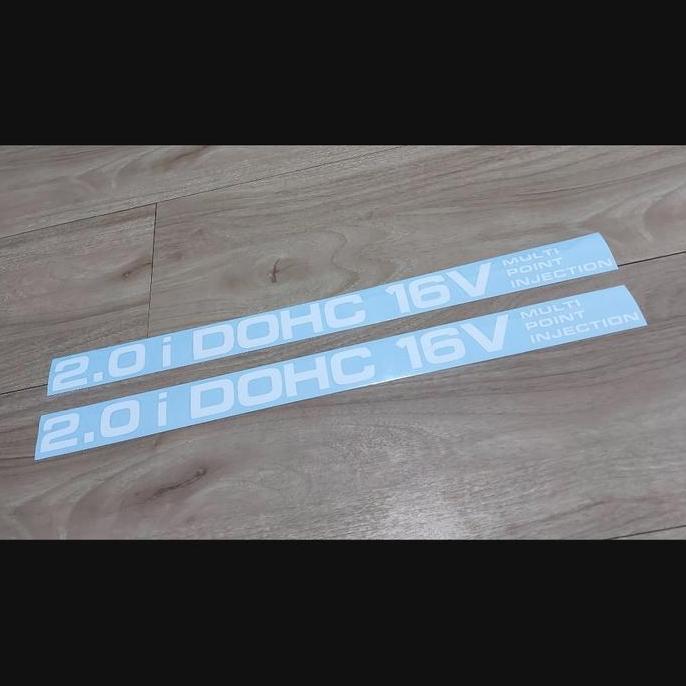 2.0 i DOHC 16V
MULTI
POINT
INJECTION
2.0 i DOHC 16V
MULTI
POINT
INJECTION